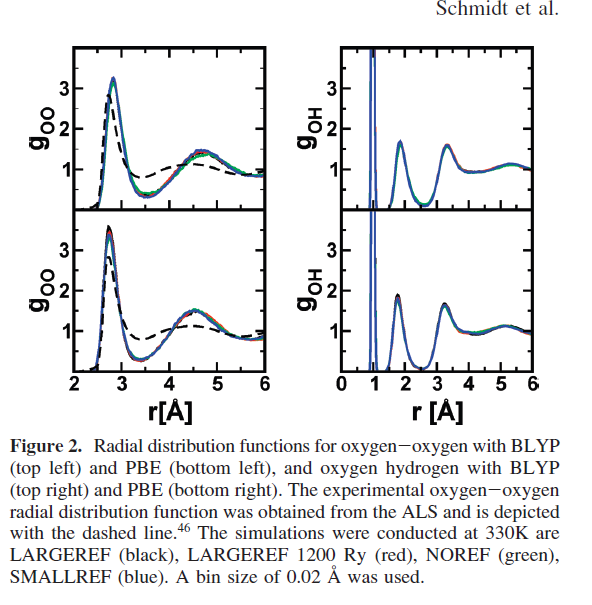 Schmidt et al.
3
2
1
gOO
3
2
1
gOH
3
2
1
gOO
3
2
1
gOH
2 3 4 5 6
0 1 2 3 4 5 6
r[Å]
r [Å]
Figure 2. Radial distribution functions for oxygen−oxygen with BLYP
(top left) and PBE (bottom left), and oxygen hydrogen with BLYP
(top right) and PBE (bottom right). The experimental oxygen−oxygen
radial distribution function was obtained from the ALS and is depicted
with the dashed line.46 The simulations were conducted at 330K are
LARGEREF (black), LARGEREF 1200 Ry (red), NOREF (green),
SMALLREF (blue). A bin size of 0.02 Å was used.